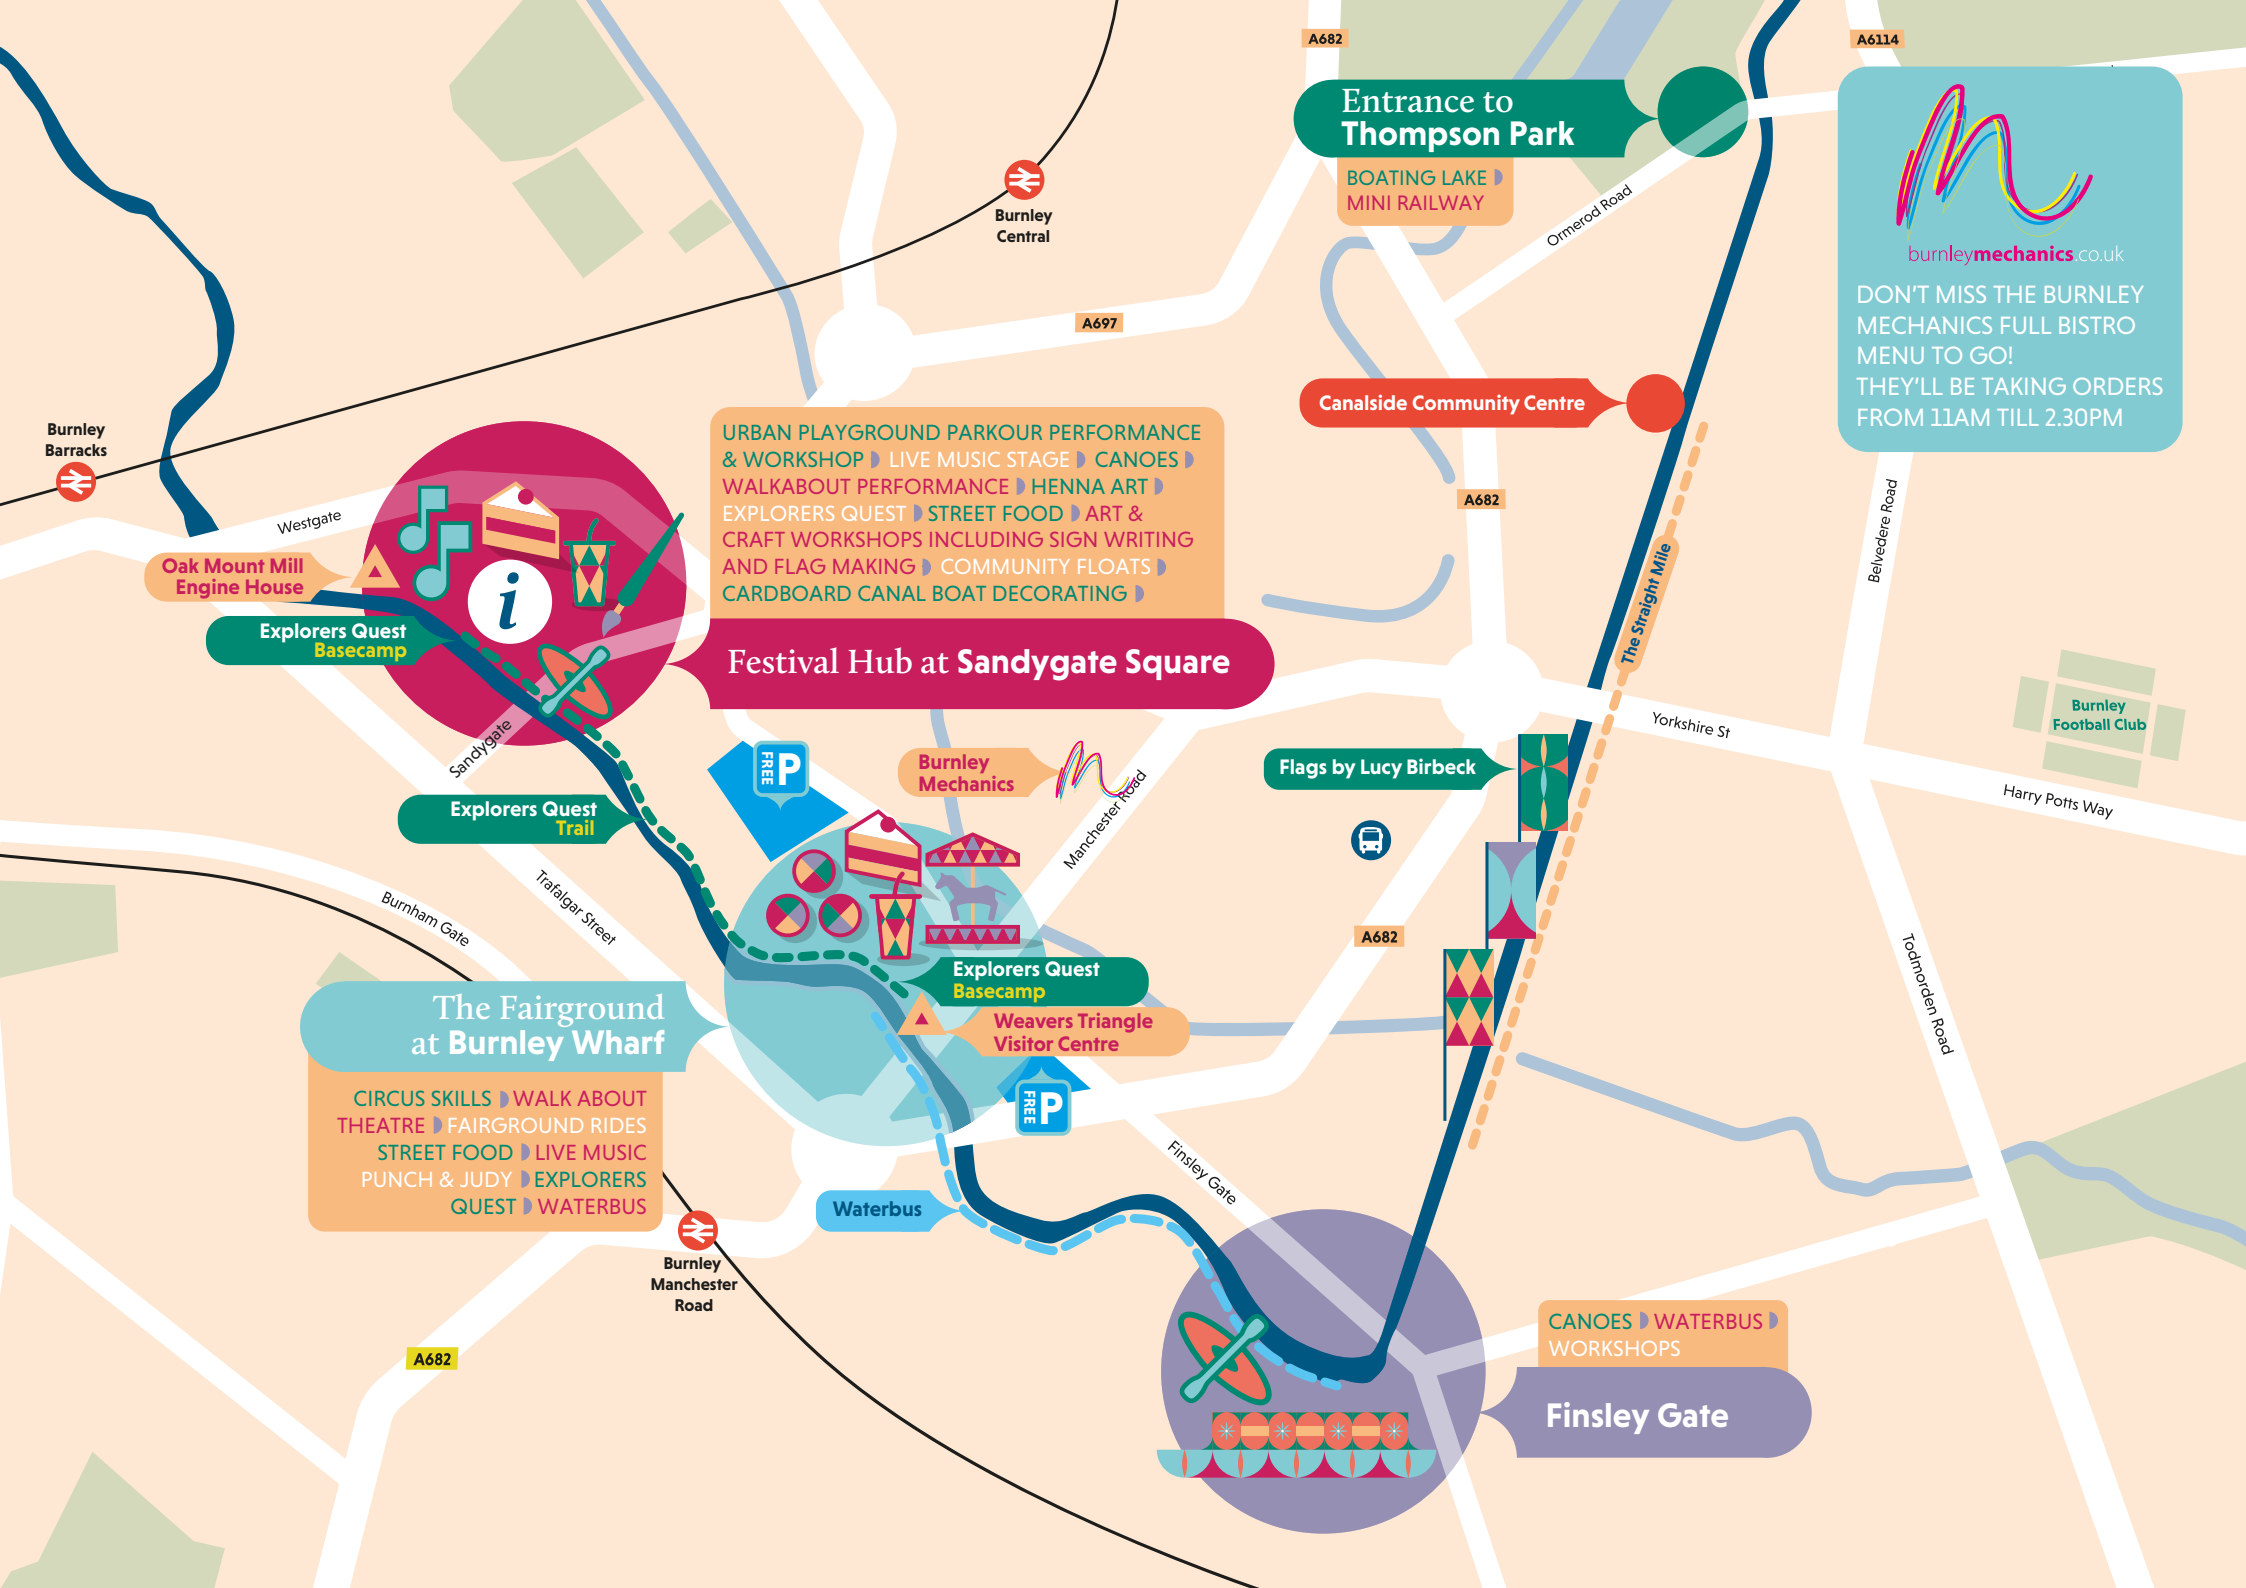 A682
A6114
Entrance to
Thompson Park
BOATING LAKE
MINI RAILWAY
Ormerod Road
burnleymechanics.co.uk
DON'T MISS THE BURNLEY
MECHANICS FULL BISTRO
MENU TO GO!
THEY'LL BE TAKING ORDERS
FROM 11AM TILL 2.30PM
Burnley
Central
A697
Canalside Community Centre
Burnley
Barracks
Westgate
URBAN PLAYGROUND PARKOUR PERFORMANCE
& WORKSHOP LIVE MUSIC STAGE CANOES
WALKABOUT PERFORMANCE HENNA ART
EXPLORERS QUEST STREET FOOD ART &
CRAFT WORKSHOPS INCLUDING SIGN WRITING
AND FLAG MAKING COMMUNITY FLOATS
CARDBOARD CANAL BOAT DECORATING
Festival Hub at Sandygate Square
A682
Belvedere Road
The Straight Mile
Oak Mount Mill
Engine House
i
Explorers Quest
Basecamp
Sandygate
Explorers Quest
Trail
FREE P
Burnley
Mechanics
Manchester Road
Flags by Lucy Birbeck
Yorkshire St
Burnley
Football Club
Harry Potts Way
Burnham Gate
Trafalgar Street
A682
Todmorden Road
Explorers Quest
Basecamp
Weavers Triangle
Visitor Centre
FREE P
The Fairground
at Burnley Wharf
CIRCUS SKILLS WALK ABOUT
THEATRE FAIRGROUND RIDES
STREET FOOD LIVE MUSIC
PUNCH & JUDY EXPLORERS
QUEST WATERBUS
Waterbus
Finsley Gate
Burnley
Manchester
Road
A682
CANOES WATERBUS
WORKSHOPS
Finsley Gate